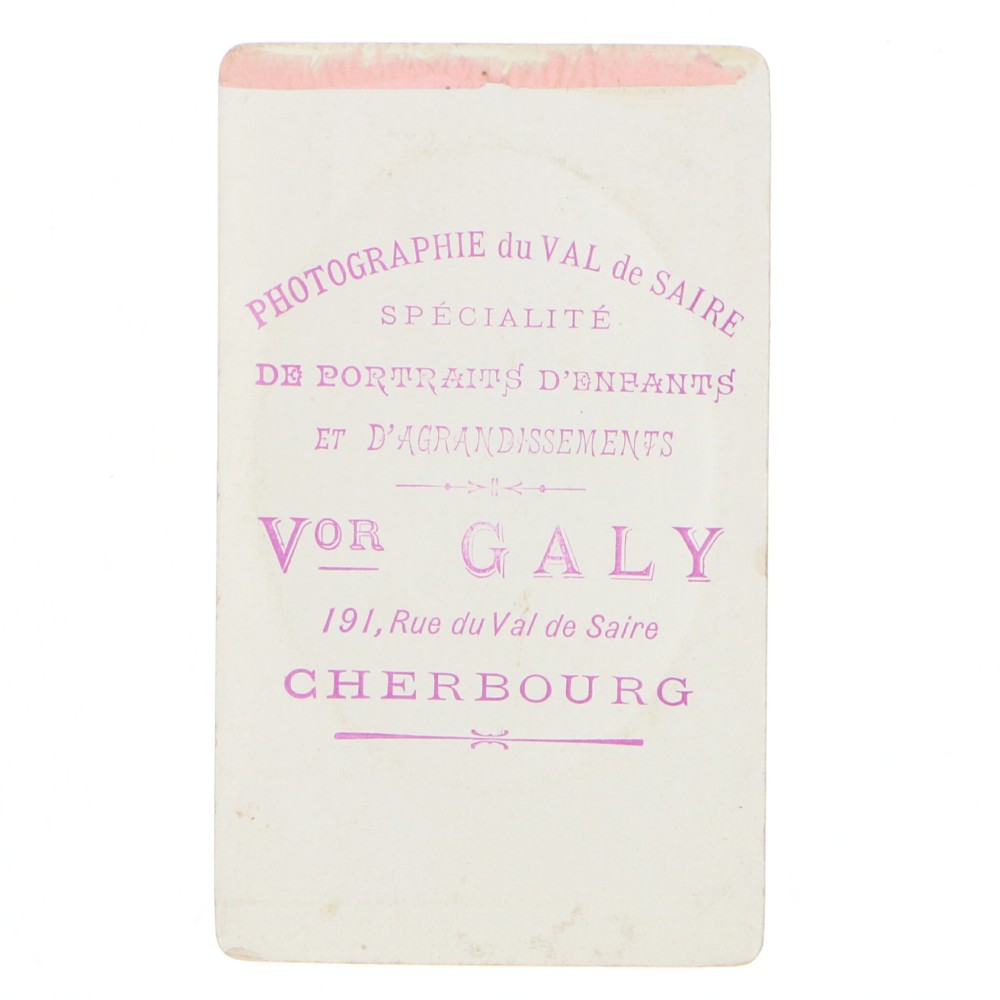 PHOTOGRAPHIE du VAL de SAIRE
SPÉCIALITÉ
DE PORTRAITS D'ENFANTS
ET D'AGRANDISSEMENTS
VOR GALY
191, Rue du Val de Saire
CHERBOURG